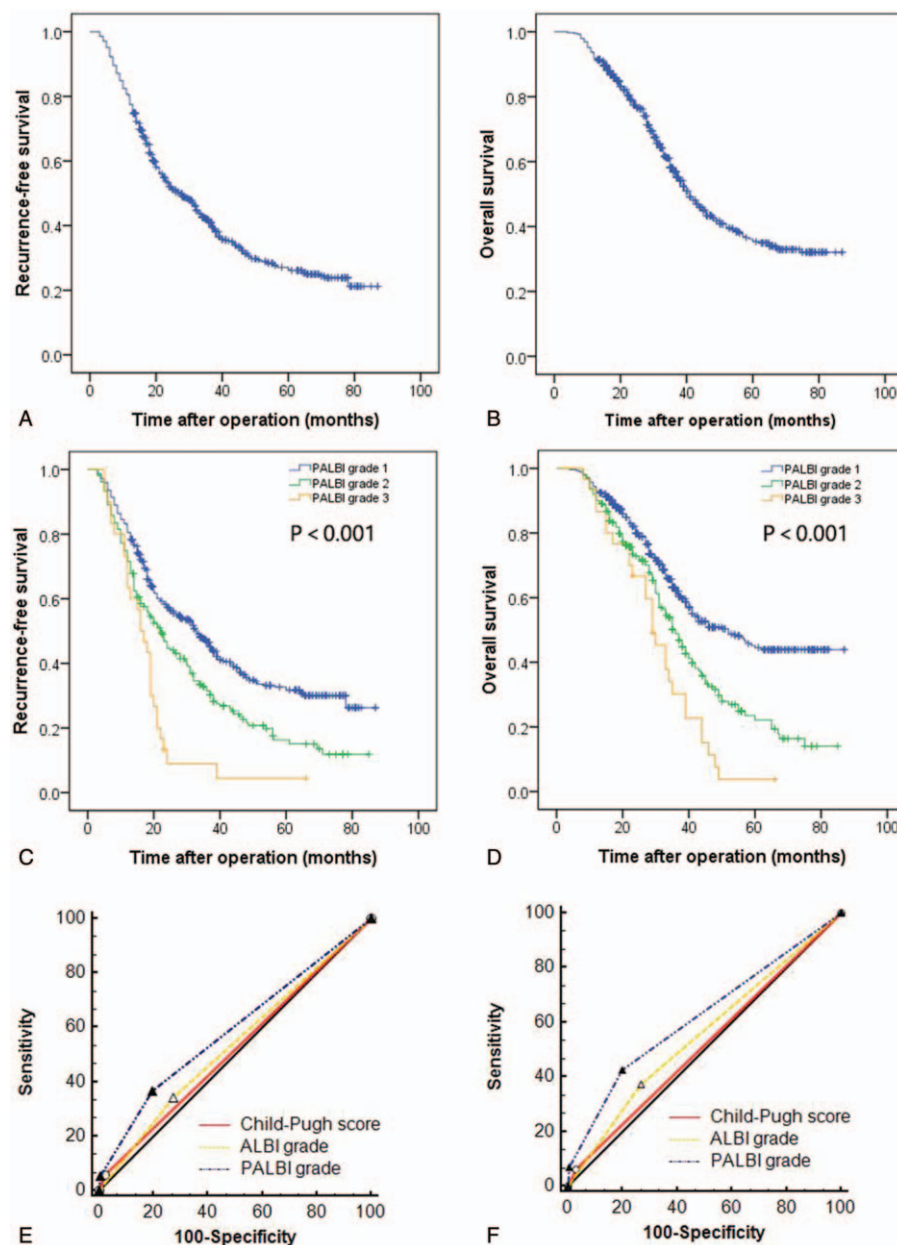 Recurrence-free survival
1.0
0.8
0.6
0.4
0.2
0.0
0 20 40 60 80 100
A Time after operation (months)
Overall survival
1.0
0.8
0.6
0.4
0.2
0.0
0 20 40 60 80 100
B Time after operation (months)
Recurrence-free survival
1.0
0.8
0.6
0.4
0.2
0.0
PALBI grade 1
PALBI grade 2
PALBI grade 3
P < 0.001
0 20 40 60 80 100
C Time after operation (months)
Overall survival
1.0
0.8
0.6
0.4
0.2
0.0
PALBI grade 1
PALBI grade 2
PALBI grade 3
P < 0.001
0 20 40 60 80 100
D Time after operation (months)
Sensitivity
100
80
60
40
20
0
Child-Pugh score
ALBI grade
PALBI grade
0 20 40 60 80 100
E 100-Specificity
Sensitivity
100
80
60
40
20
0
Child-Pugh score
ALBI grade
PALBI grade
0 20 40 60 80 100
F 100-Specificity